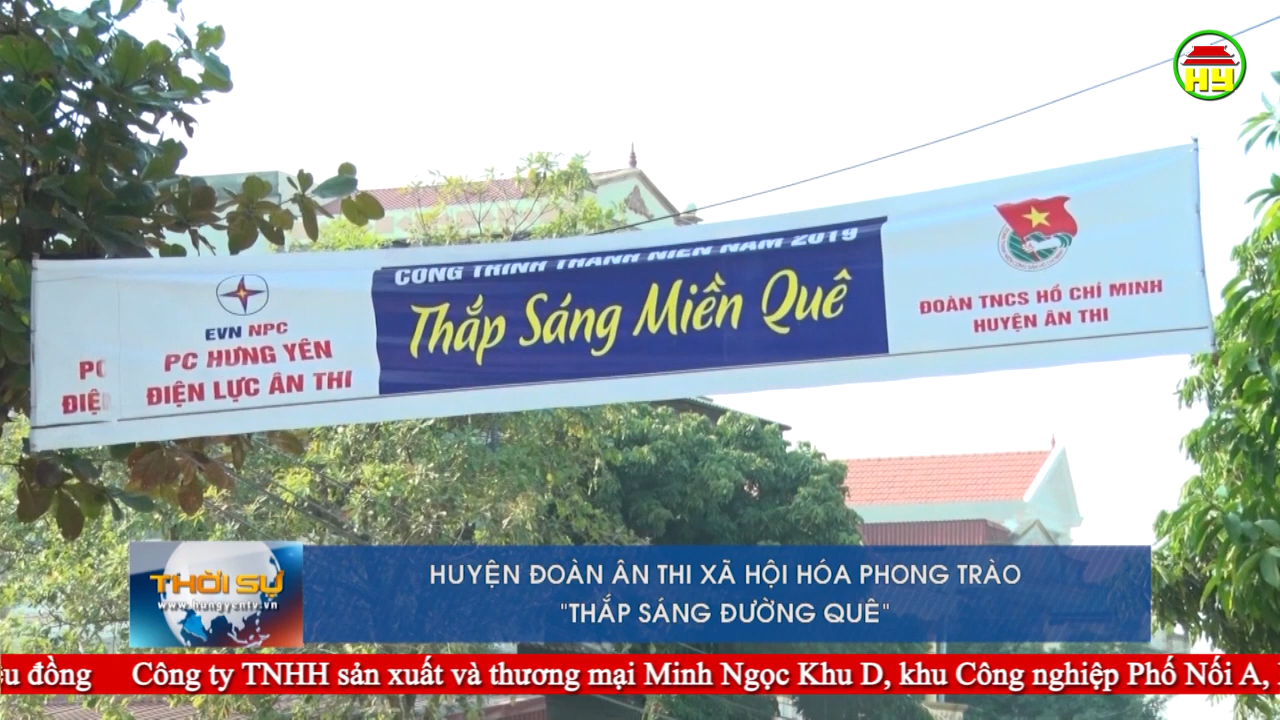 HY
CÔNG TRÌNH THANH NIÊN NĂM 2019
Thắp Sáng Miền Quê
EVN NPC
PC HƯNG YÊN
ĐIỆN LỰC ÂN THI
ĐOÀN TNCS HỒ CHÍ MINH
HUYỆN ÂN THI
THỜI SỰ
www.hungyentv.vn
HUYỆN ĐOÀN ÂN THI XÃ HỘI HÓA PHONG TRÀO
"THẮP SÁNG ĐƯỜNG QUÊ"
đồng Công ty TNHH sản xuất và thương mại Minh Ngọc Khu D, khu Công nghiệp Phố Nối A,